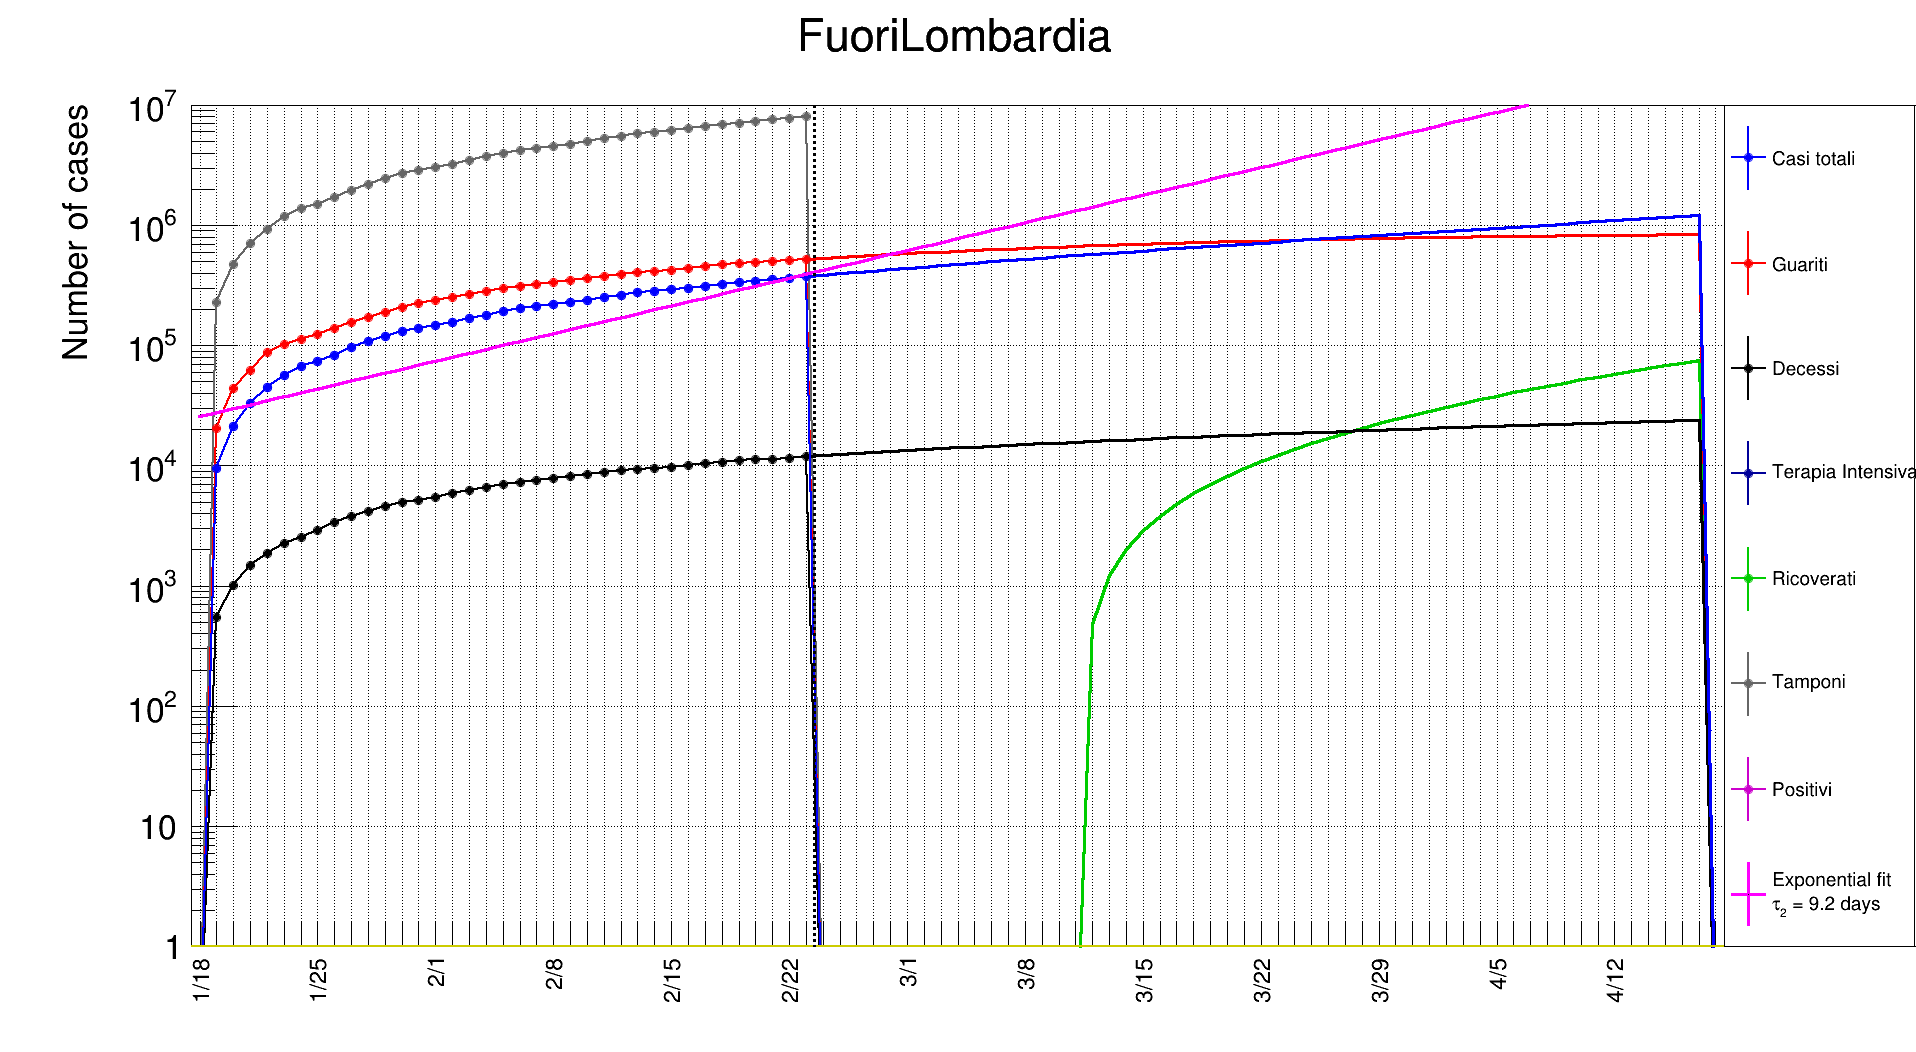 FuoriLombardia
Number of cases
10^7
10^6
10^5
10^4
10^3
10^2
10
1
1/18
1/25
2/1
2/8
2/15
2/22
3/1
3/8
3/15
3/22
3/29
4/5
4/12
Casi totali
Guariti
Decessi
Terapia Intensiva
Ricoverati
Tamponi
Positivi
Exponential fit
τ₂ = 9.2 days